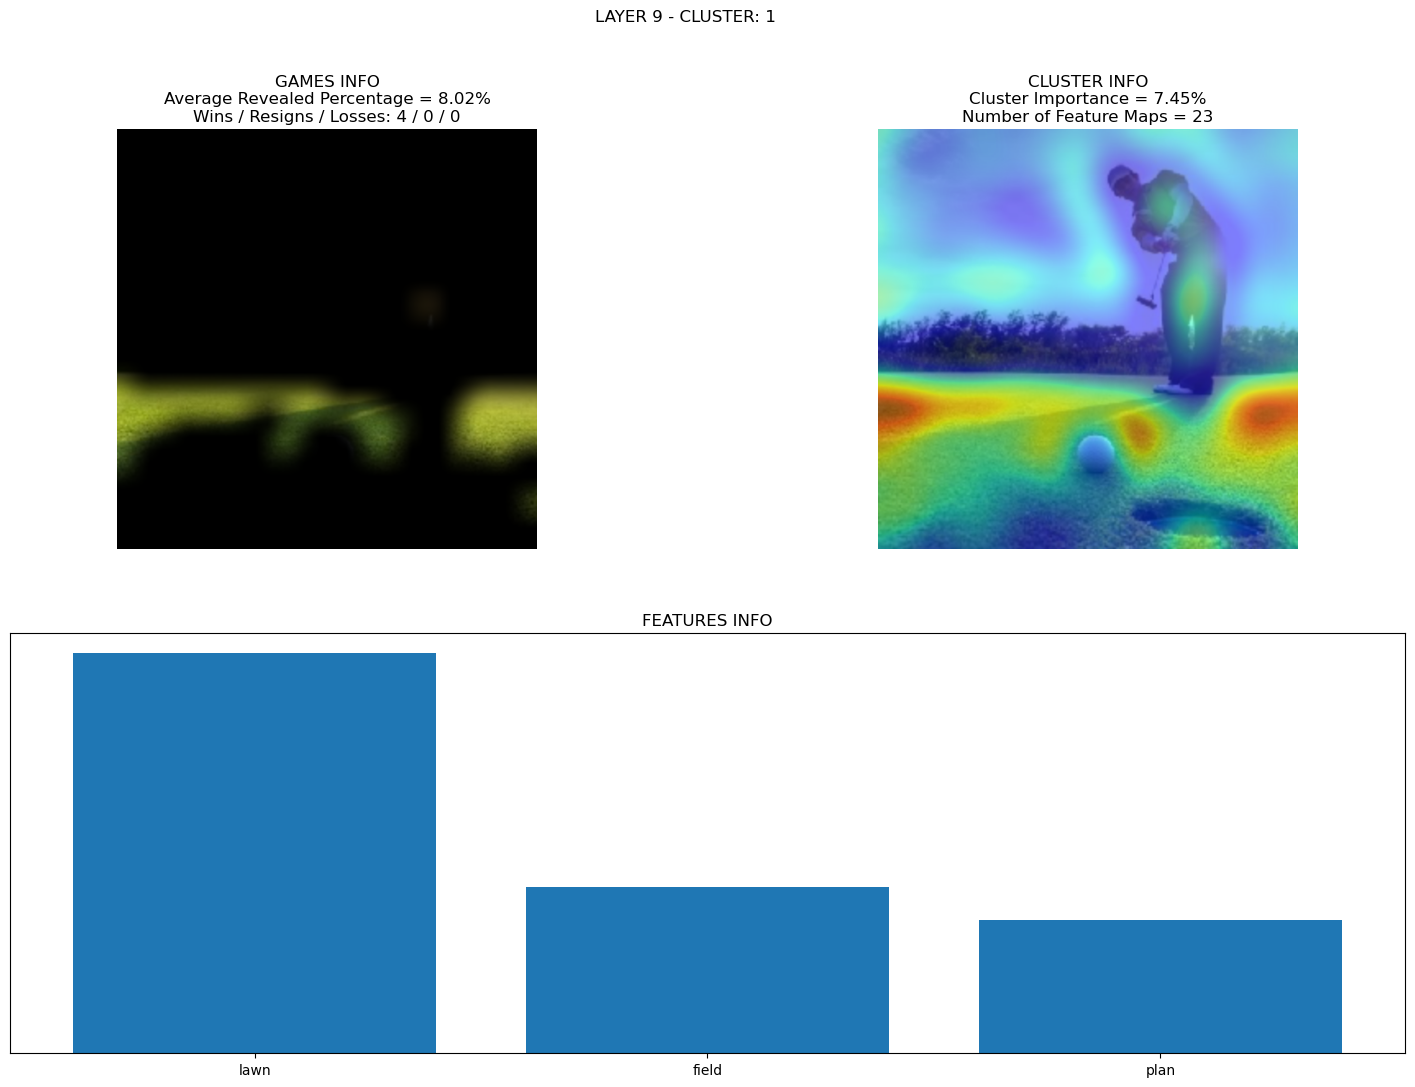 LAYER 9 - CLUSTER: 1
GAMES INFO
Average Revealed Percentage = 8.02%
Wins / Resigns / Losses: 4 / 0 / 0
CLUSTER INFO
Cluster Importance = 7.45%
Number of Feature Maps = 23
FEATURES INFO
lawn
field
plan